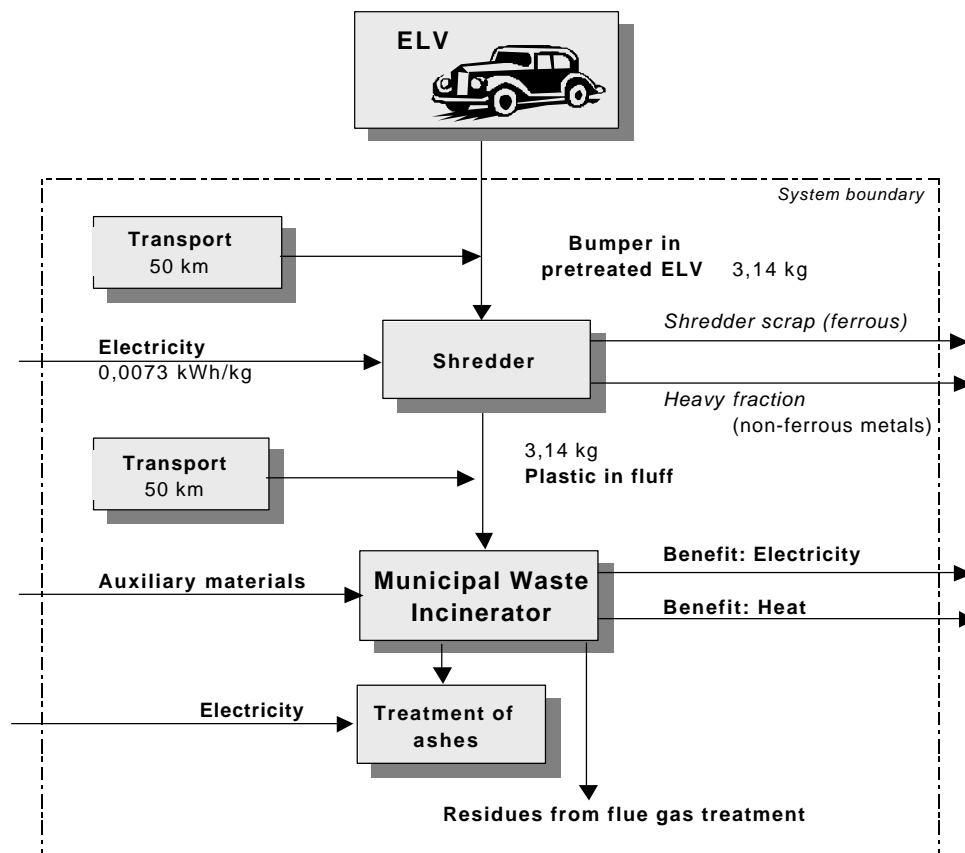 ELV
System boundary
Transport
50 km
Bumper in
pretreated ELV 3,14 kg
Shredder scrap (ferrous)
Electricity
0,0073 kWh/kg
Shredder
Heavy fraction
(non-ferrous metals)
Transport
50 km
3,14 kg
Plastic in fluff
Benefit: Electricity
Auxiliary materials
Municipal Waste
Incinerator
Benefit: Heat
Electricity
Treatment of
ashes
Residues from flue gas treatment